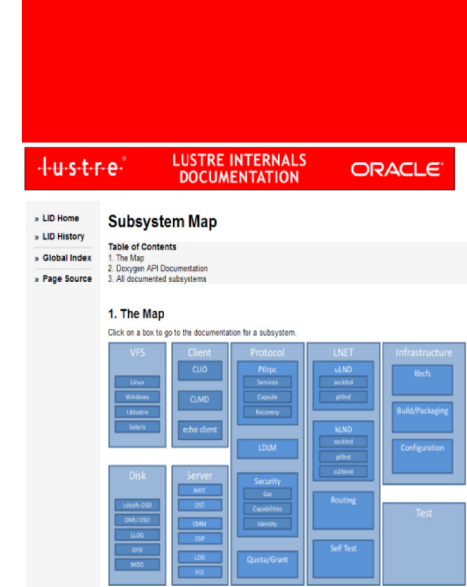 ·l·u·s·t·r·e·
LUSTRE INTERNALS
DOCUMENTATION
ORACLE
» LID Home
» LID History
» Global Index
» Page Source
Subsystem Map
Table of Contents
1. The Map
2. Doxygen API Documentation
3. All documented subsystems
1. The Map
Click on a box to go to the documentation for a subsystem.
VFS
Linux
Windows
Liblustre
Solaris
Client
CLIO
CLMD
echo client
Protocol
Ptlrpc
Services
Capsule
Recovery
LDLM
Security
Gss
Capabilities
Identity
Quota/Grant
LNET
uLND
socklnd
ptllnd
kLND
socklnd
ptllnd
o2iblnd
Routing
Self Test
Infrastructure
libcfs
Build/Packaging
Configuration
Disk
Ldiskfs OSD
DMU OSD
LLOG
OFD
MDD
Server
MDT
OST
CMM
OSP
LOD
FLD
Test